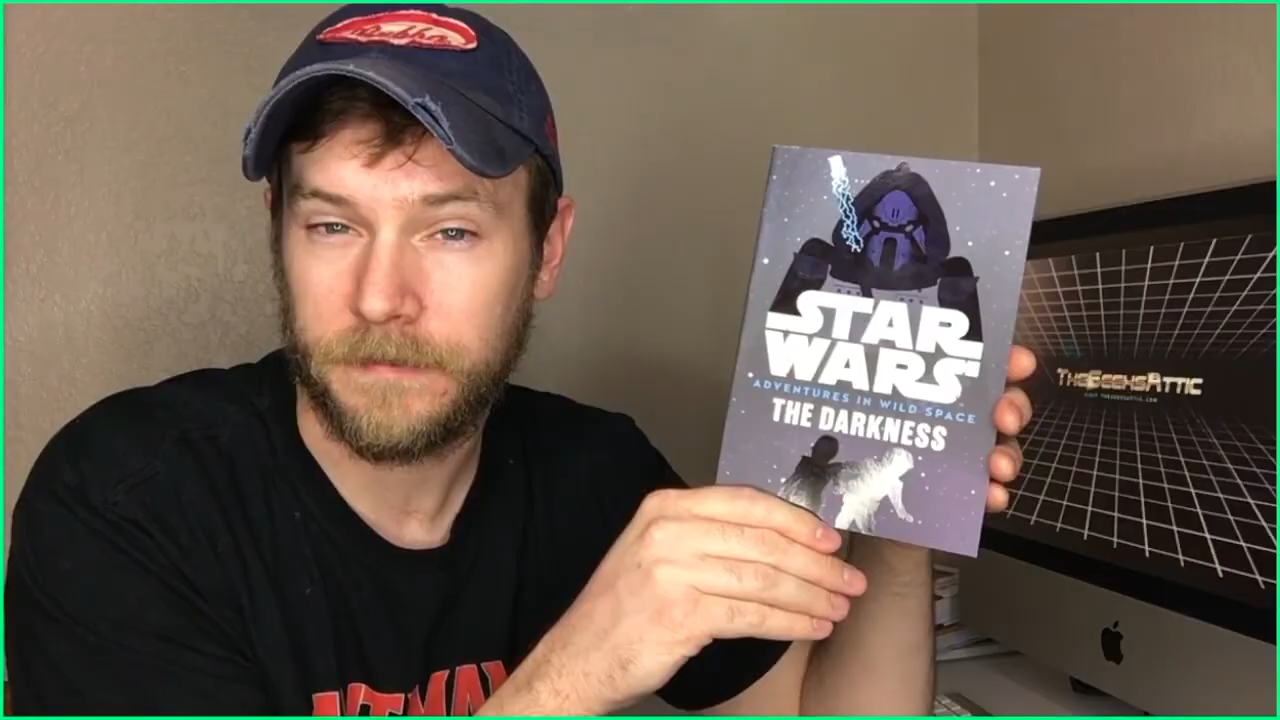 STAR
WARS
ADVENTURES IN WILD SPACE
THE DARKNESS
THEGEEKSATTIC